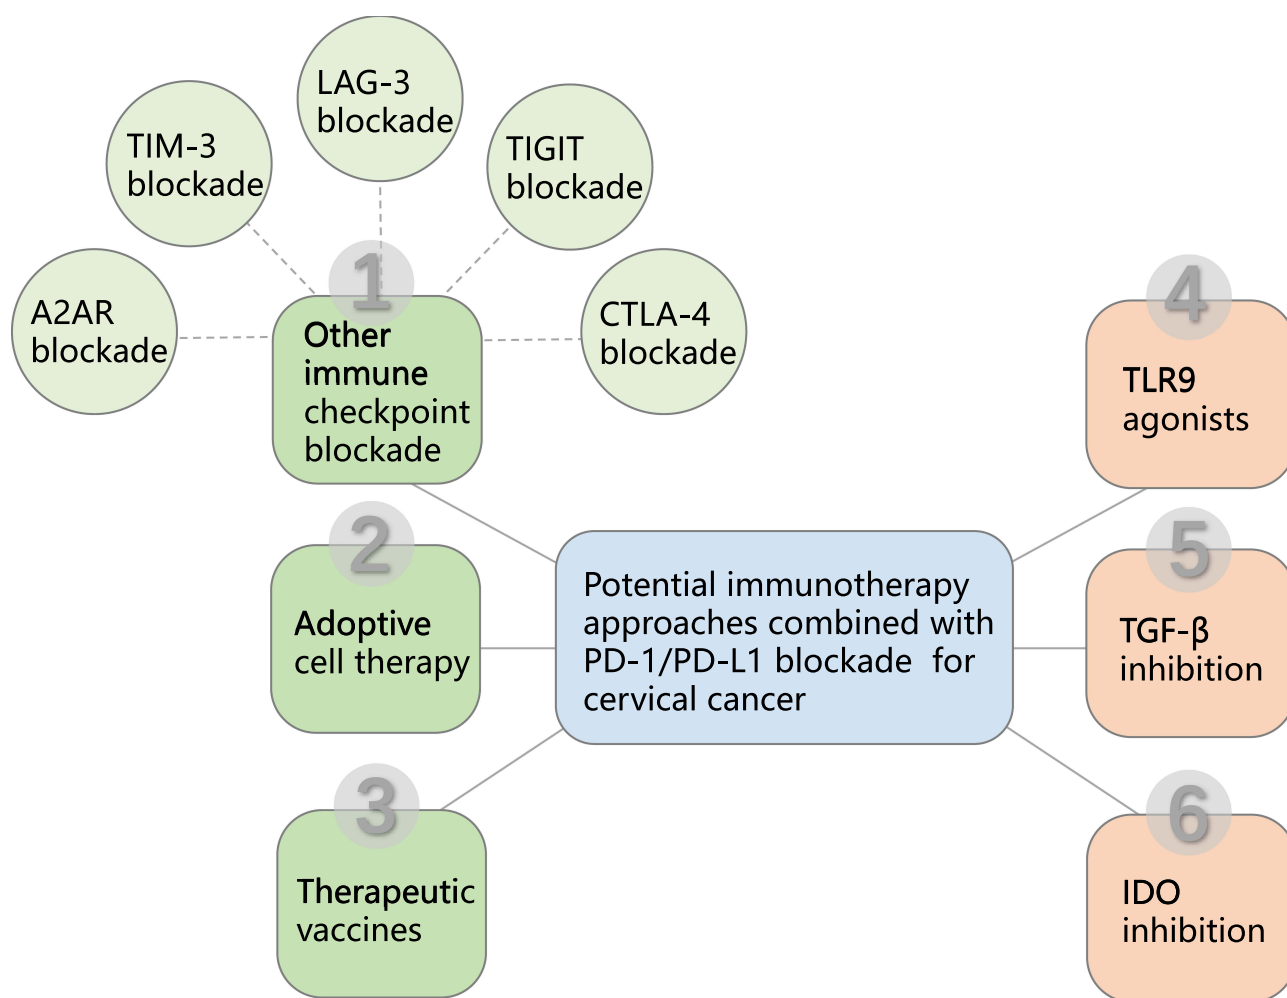 LAG-3
blockade
TIM-3
blockade
TIGIT
blockade
A2AR
blockade
CTLA-4
blockade
1
Other
immune
checkpoint
blockade
2
Adoptive
cell therapy
3
Therapeutic
vaccines
Potential immunotherapy
approaches combined with
PD-1/PD-L1 blockade for
cervical cancer
4
TLR9
agonists
5
TGF-β
inhibition
6
IDO
inhibition